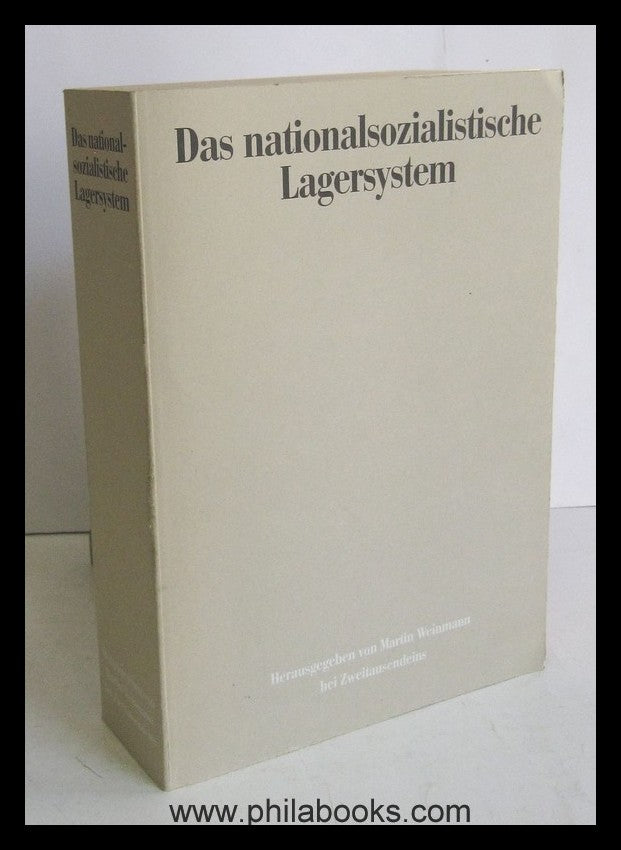 Das national-
sozialistische
Lagersystem
Das nationalsozialistische
Lagersystem
Herausgegeben von Martin Weinmann
bei Zweitausendeins
www.philabooks.com